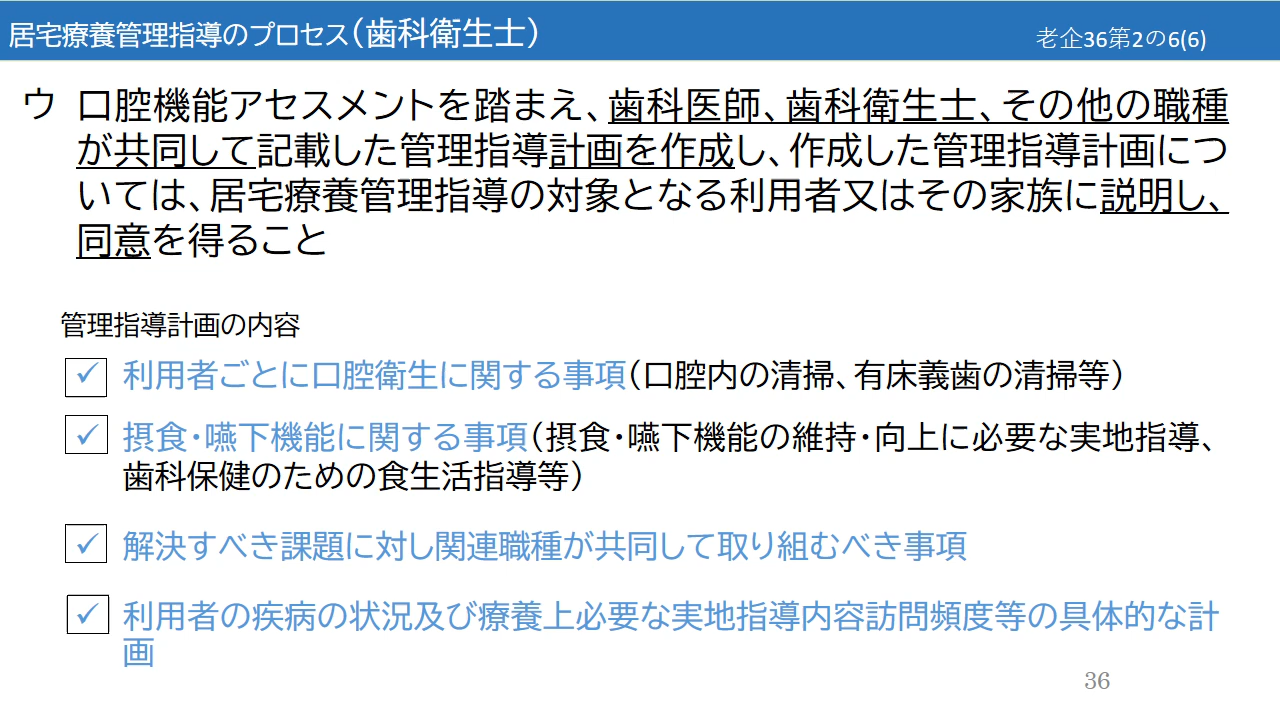 居宅療養管理指導のプロセス(歯科衛生士)
老企36第2の6(6)
ウ 口腔機能アセスメントを踏まえ、歯科医師、歯科衛生士、その他の職種
が共同して記載した管理指導計画を作成し、作成した管理指導計画につ
いては、居宅療養管理指導の対象となる利用者又はその家族に説明し、
同意を得ること
管理指導計画の内容
✓ 利用者ごとに口腔衛生に関する事項(口腔内の清掃、有床義歯の清掃等)
✓ 摂食・嚥下機能に関する事項(摂食・嚥下機能の維持・向上に必要な実地指導、
歯科保健のための食生活指導等)
✓ 解決すべき課題に対し関連職種が共同して取り組むべき事項
✓ 利用者の疾病の状況及び療養上必要な実地指導内容訪問頻度等の具体的な計
画
36